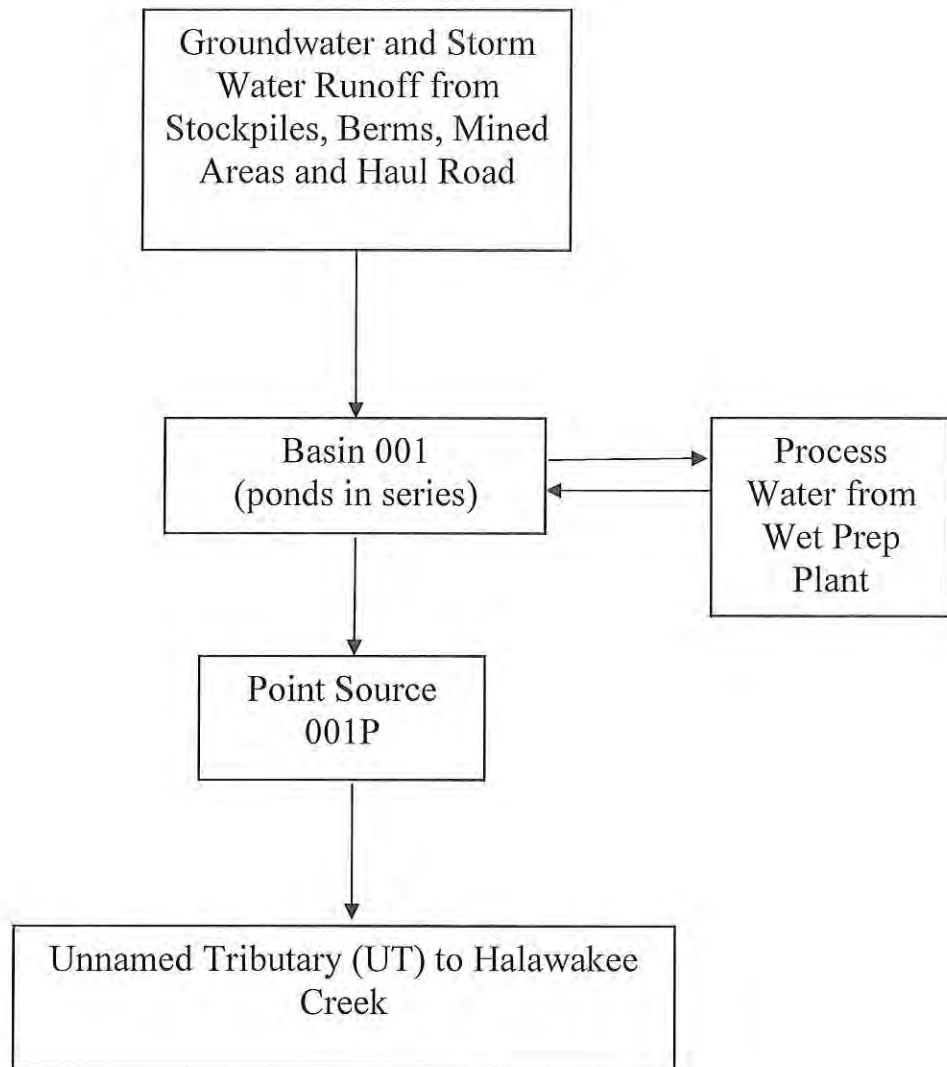 Groundwater and Storm
Water Runoff from
Stockpiles, Berms, Mined
Areas and Haul Road
Basin 001
(ponds in series)
Process
Water from
Wet Prep
Plant
Point Source
001P
Unnamed Tributary (UT) to Halawakee
Creek